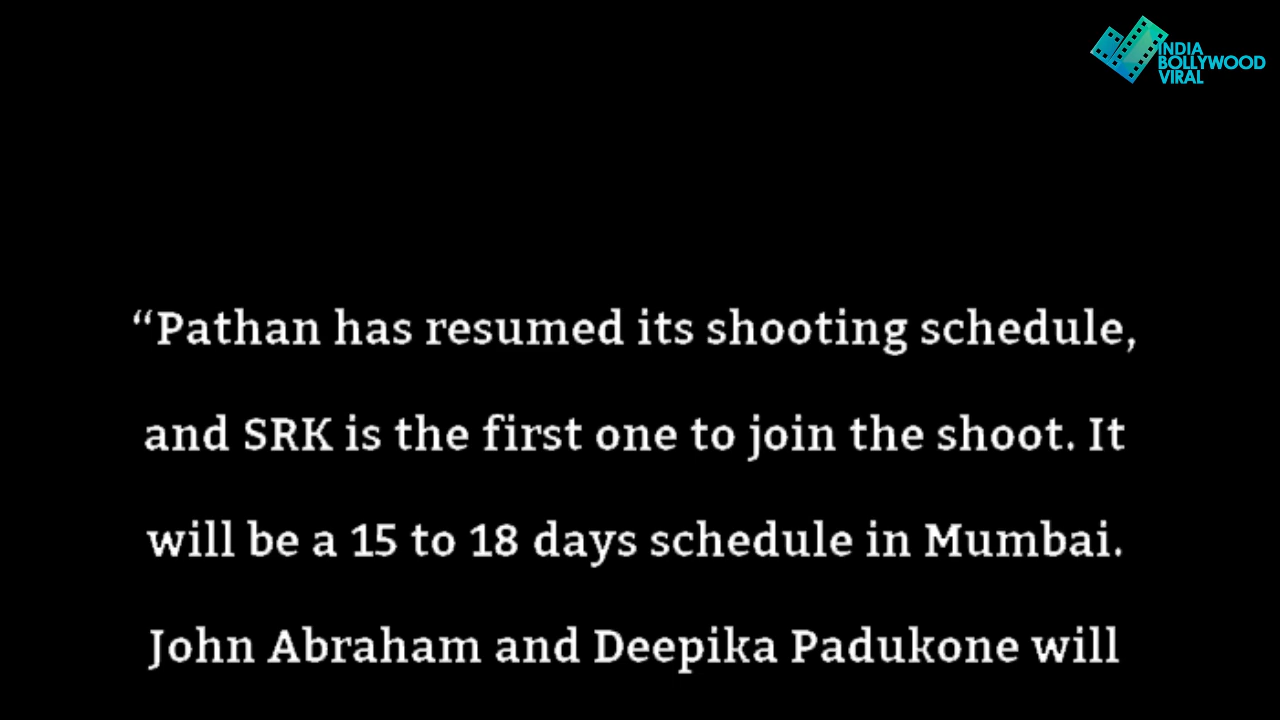 INDIA
BOLLYWOOD
VIRAL
“Pathan has resumed its shooting schedule,
and SRK is the first one to join the shoot. It
will be a 15 to 18 days schedule in Mumbai.
John Abraham and Deepika Padukone will